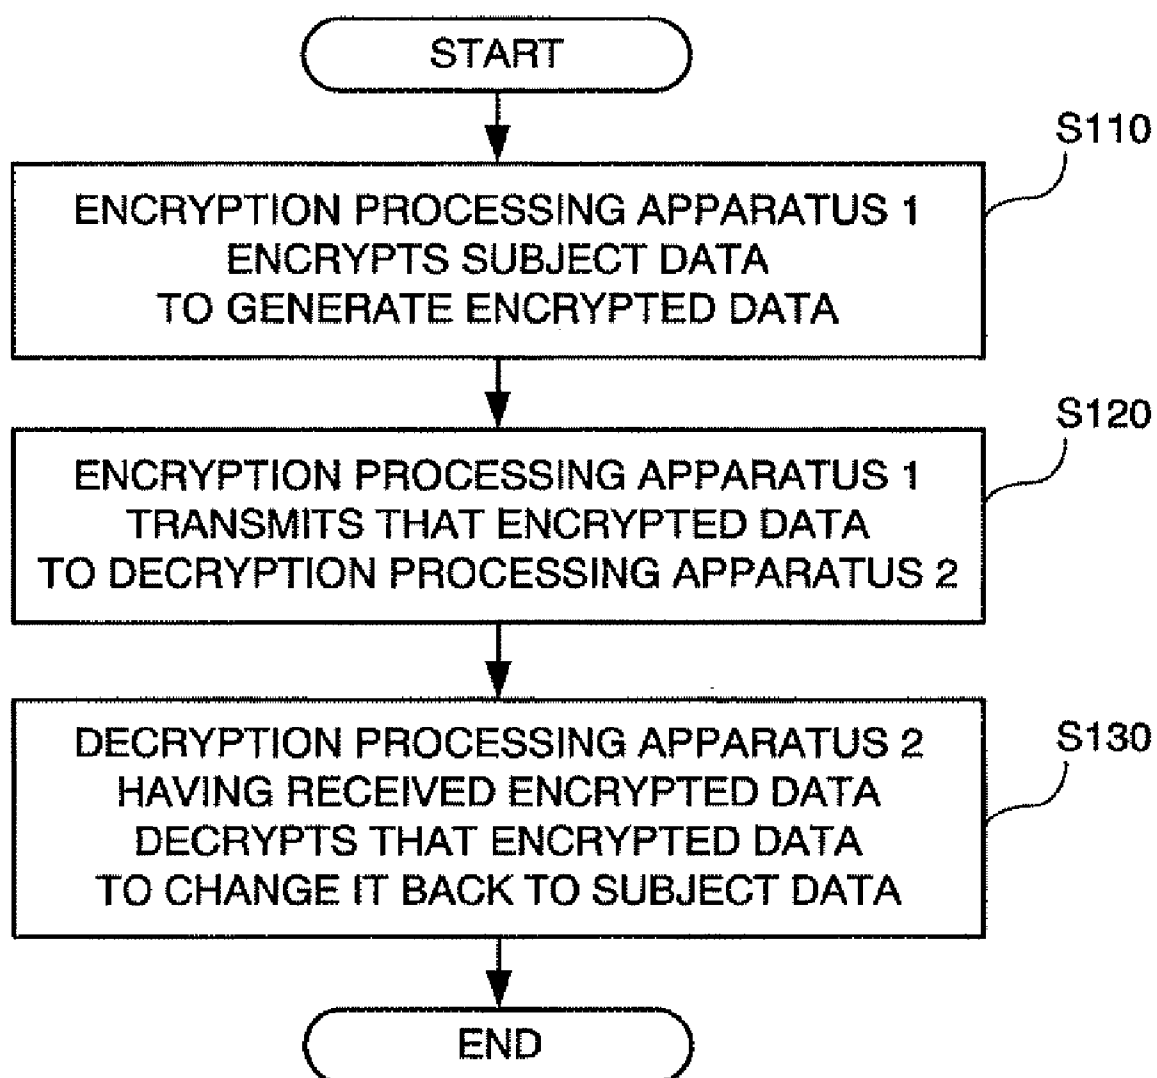 START
S110
ENCRYPTION PROCESSING APPARATUS 1
ENCRYPTS SUBJECT DATA
TO GENERATE ENCRYPTED DATA
S120
ENCRYPTION PROCESSING APPARATUS 1
TRANSMITS THAT ENCRYPTED DATA
TO DECRYPTION PROCESSING APPARATUS 2
S130
DECRYPTION PROCESSING APPARATUS 2
HAVING RECEIVED ENCRYPTED DATA
DECRYPTS THAT ENCRYPTED DATA
TO CHANGE IT BACK TO SUBJECT DATA
END